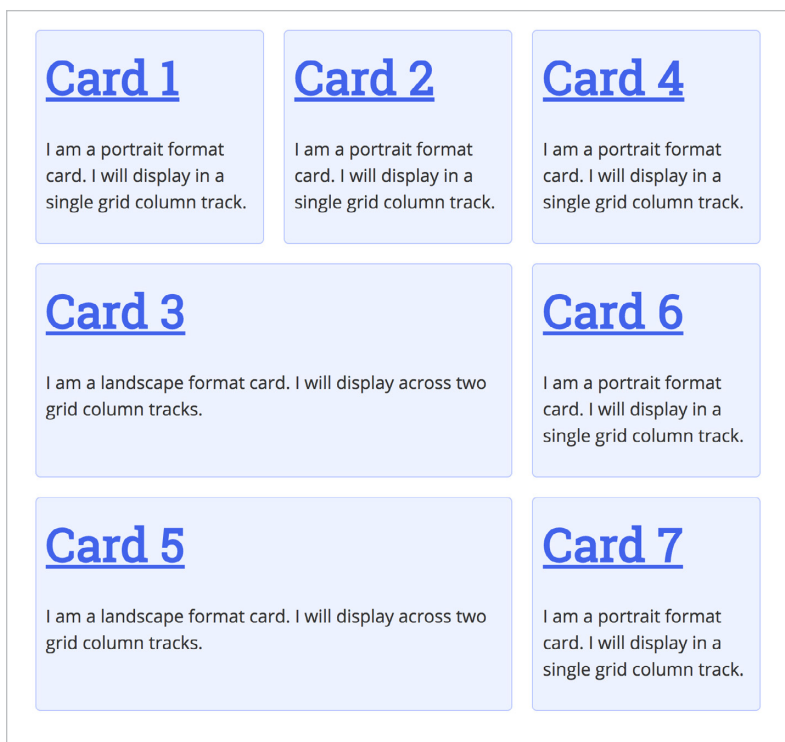 Card 1
I am a portrait format
card. I will display in a
single grid column track.
Card 2
I am a portrait format
card. I will display in a
single grid column track.
Card 4
I am a portrait format
card. I will display in a
single grid column track.
Card 3
I am a landscape format card. I will display across two
grid column tracks.
Card 6
I am a portrait format
card. I will display in a
single grid column track.
Card 5
I am a landscape format card. I will display across two
grid column tracks.
Card 7
I am a portrait format
card. I will display in a
single grid column track.